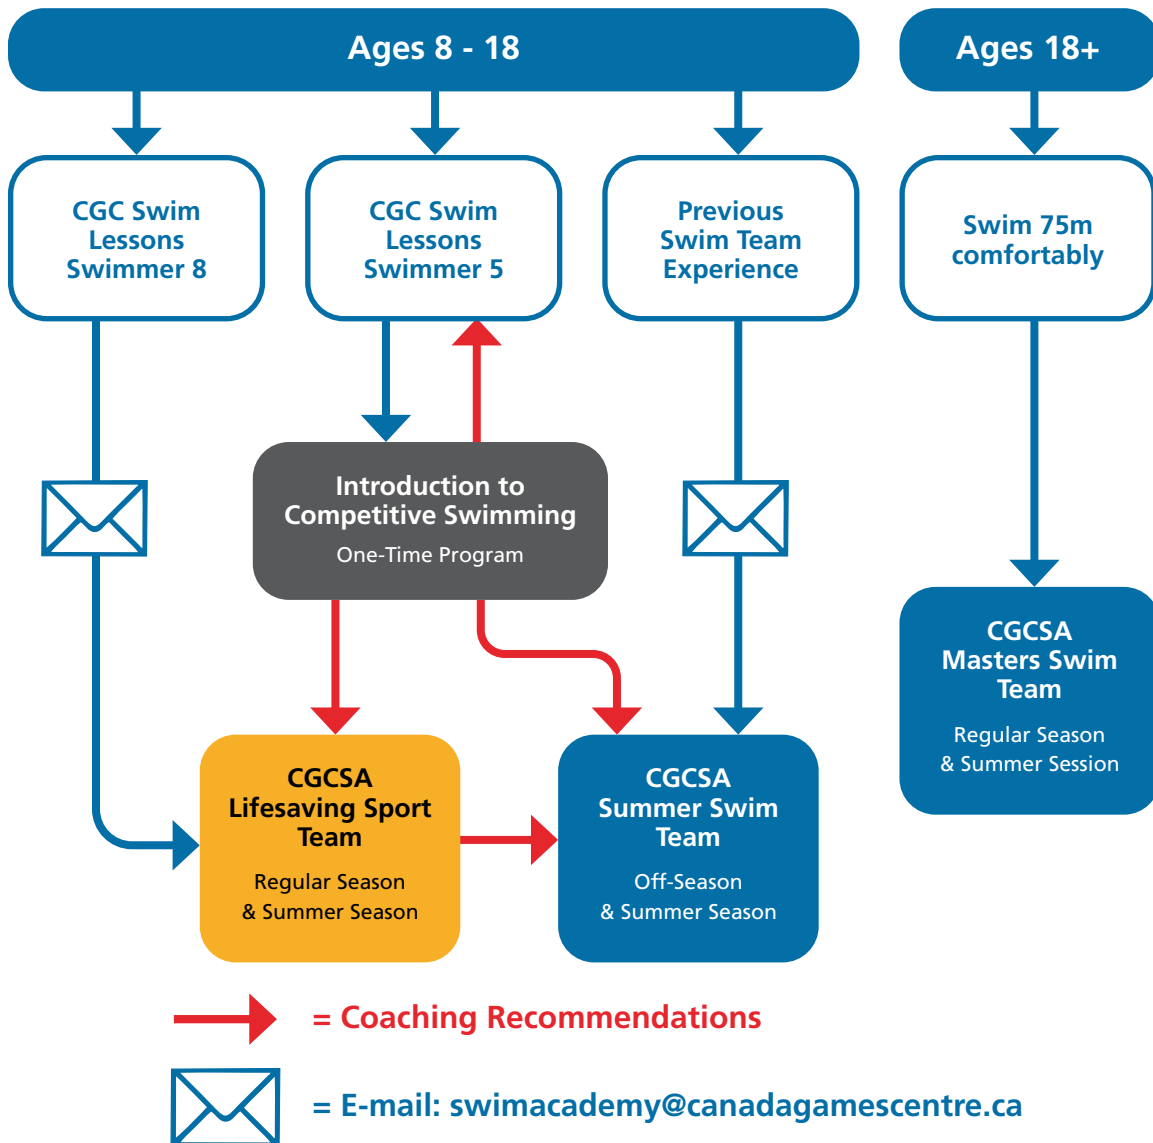 Ages 8 - 18
Ages 18+
CGC Swim
Lessons
Swimmer 8
CGC Swim
Lessons
Swimmer 5
Previous
Swim Team
Experience
Swim 75m
comfortably
Introduction to
Competitive Swimming
One-Time Program
CGCSA
Masters Swim
Team
Regular Season
& Summer Session
CGCSA
Lifesaving Sport
Team
Regular Season
& Summer Season
CGCSA
Summer Swim
Team
Off-Season
& Summer Season
= Coaching Recommendations
= E-mail: swimacademy@canadagamescentre.ca